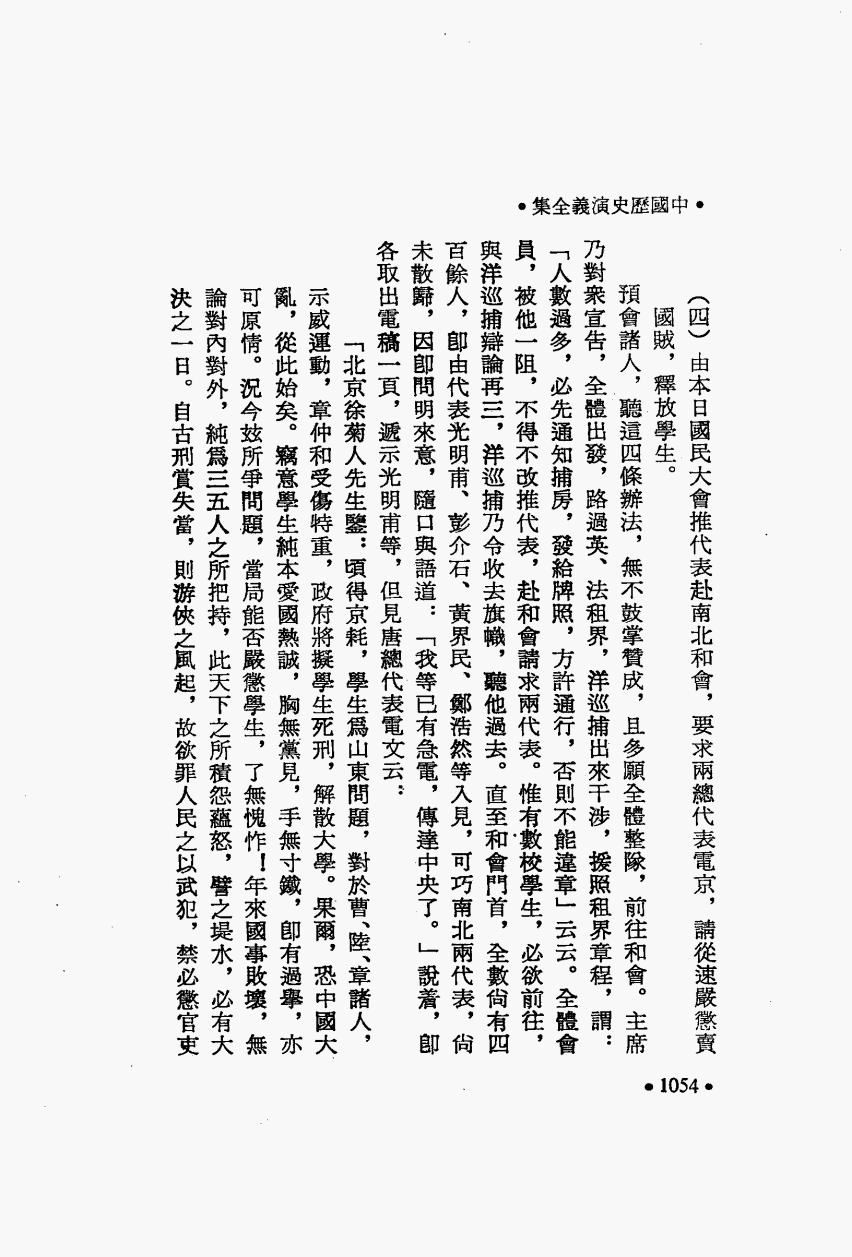 •中國歷史演義全集•
（四）由本日國民大會推代表赴南北和會，要求兩總代表電京，請從速嚴懲賣
國賊，釋放學生。
預會諸人，聽這四條辦法，無不鼓掌贊成，且多願全體整隊，前往和會。主席
乃對衆宣告，全體出發，路過英、法租界，洋巡捕出來干涉，援照租界章程，謂：
「人數過多，必先通知捕房，發給牌照，方許通行，否則不能違章」云云。全體會
員，被他一阻，不得不改推代表，赴和會請求兩代表。惟有數校學生，必欲前往，
與洋巡捕辯論再三，洋巡捕乃令收去旗幟，聽他過去。直至和會門首，全數尙有四
百餘人，卽由代表光明甫、彭介石、黃界民、鄭浩然等入見，可巧南北兩代表，尙
未散歸，因卽問明來意，隨口與語道：「我等已有急電，傳達中央了。」說着，卽
各取出電稿一頁，遞示光明甫等，但見唐總代表電文云：
「北京徐菊人先生鑒：頃得京耗，學生爲山東問題，對於曹、陸、章諸人，
示威運動，章仲和受傷特重，政府將擬學生死刑，解散大學。果爾，恐中國大
亂，從此始矣。竊意學生純本愛國熱誠，胸無黨見，手無寸鐵，卽有過擧，亦
可原情。況今玆所爭問題，當局能否嚴懲學生，了無愧怍！年來國事敗壞，無
論對內對外，純爲三五人之所把持，此天下之所積怨蘊怒，譬之堤水，必有大
決之一日。自古刑賞失當，則游俠之風起，故欲罪人民之以武犯，禁必懲官吏
•1054•